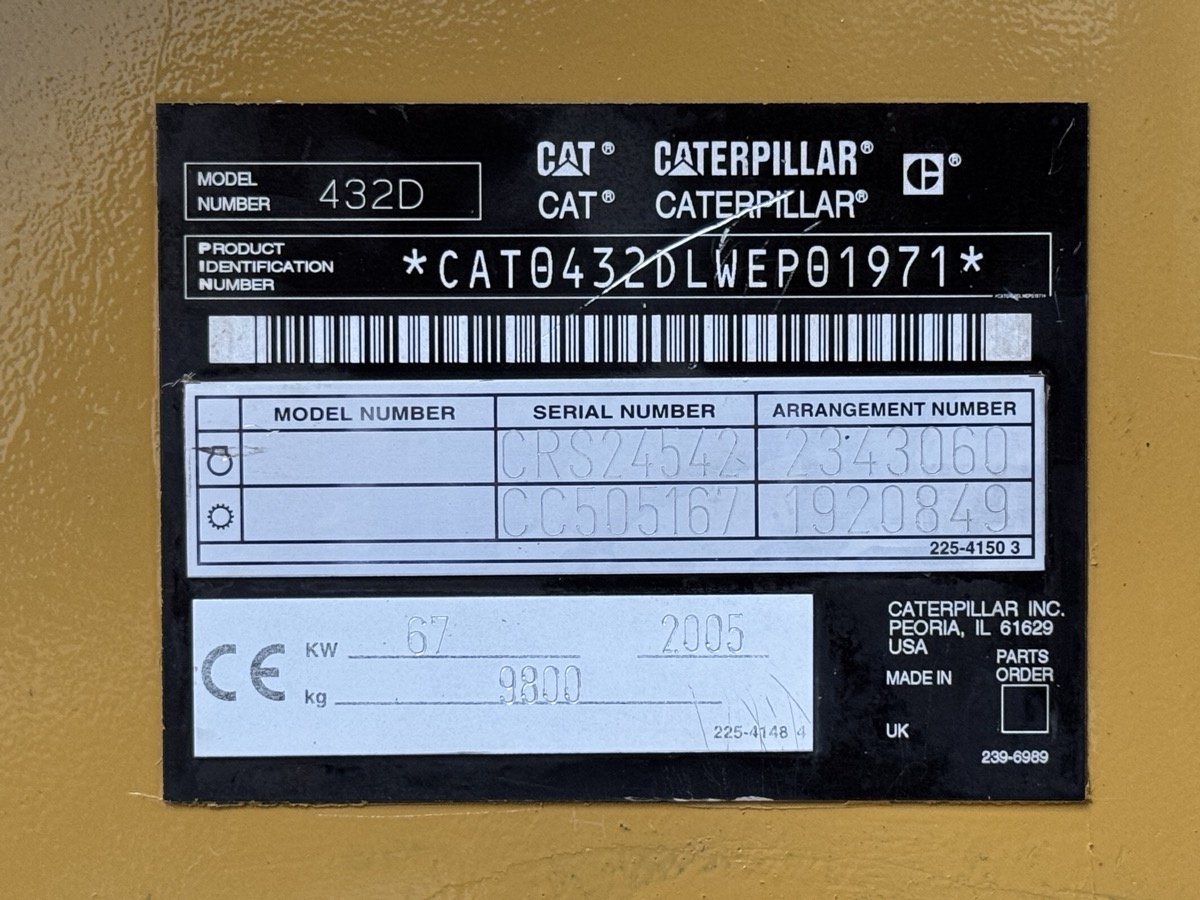 CAT® CATERPILLAR® ®
CAT® CATERPILLAR®
MODEL
NUMBER 432D
PRODUCT
IDENTIFICATION
NUMBER
*CAT0432DLWEP01971*
*CAT0432DLWEP01971*
MODEL NUMBER SERIAL NUMBER ARRANGEMENT NUMBER
CRS24542 2343060
CC505167 1920849
225-4150 3
CE KW 67 2005
kg 9800
225-4148 4
CATERPILLAR INC.
PEORIA, IL 61629
USA
MADE IN
UK
PARTS
ORDER
239-6989